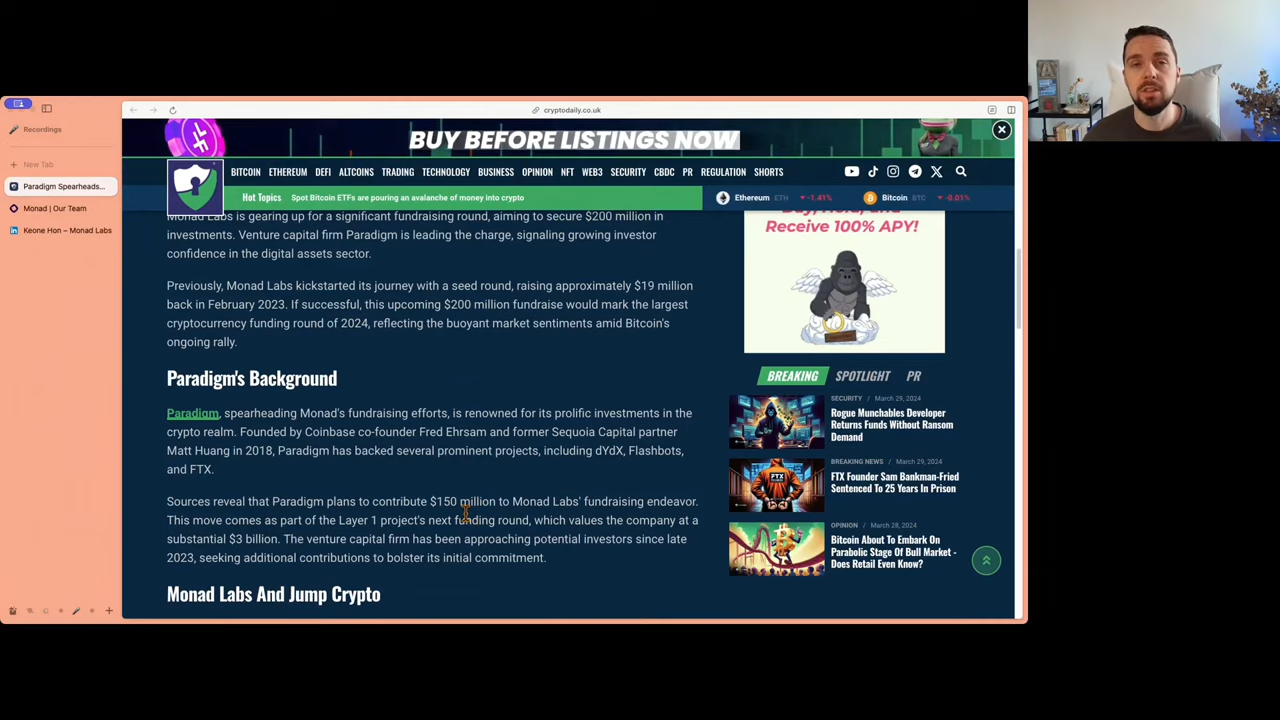 Recordings
New Tab
Paradigm Spearheads...
Monad | Our Team
Keone Hon – Monad Labs
cryptodaily.co.uk
BUY BEFORE LISTINGS NOW
BITCOIN ETHEREUM DEFI ALTCOINS TRADING TECHNOLOGY BUSINESS OPINION NFT WEB3 SECURITY CBDC PR REGULATION SHORTS
Hot Topics Spot Bitcoin ETFs are pouring an avalanche of money into crypto
Ethereum ETH -1.41% Bitcoin BTC -0.01%
Monad Labs is gearing up for a significant fundraising round, aiming to secure $200 million in
investments. Venture capital firm Paradigm is leading the charge, signaling growing investor
confidence in the digital assets sector.
Previously, Monad Labs kickstarted its journey with a seed round, raising approximately $19 million
back in February 2023. If successful, this upcoming $200 million fundraise would mark the largest
cryptocurrency funding round of 2024, reflecting the buoyant market sentiments amid Bitcoin's
ongoing rally.
Paradigm's Background
Paradigm, spearheading Monad's fundraising efforts, is renowned for its prolific investments in the
crypto realm. Founded by Coinbase co-founder Fred Ehrsam and former Sequoia Capital partner
Matt Huang in 2018, Paradigm has backed several prominent projects, including dYdX, Flashbots,
and FTX.
Sources reveal that Paradigm plans to contribute $150 million to Monad Labs' fundraising endeavor.
This move comes as part of the Layer 1 project's next funding round, which values the company at a
substantial $3 billion. The venture capital firm has been approaching potential investors since late
2023, seeking additional contributions to bolster its initial commitment.
Monad Labs And Jump Crypto
Buy, Hold, and
Receive 100% APY!
BREAKING SPOTLIGHT PR
SECURITY / March 29, 2024
Rogue Munchables Developer
Returns Funds Without Ransom
Demand
BREAKING NEWS / March 29, 2024
FTX Founder Sam Bankman-Fried
Sentenced To 25 Years In Prison
OPINION / March 28, 2024
Bitcoin About To Embark On
Parabolic Stage Of Bull Market -
Does Retail Even Know?